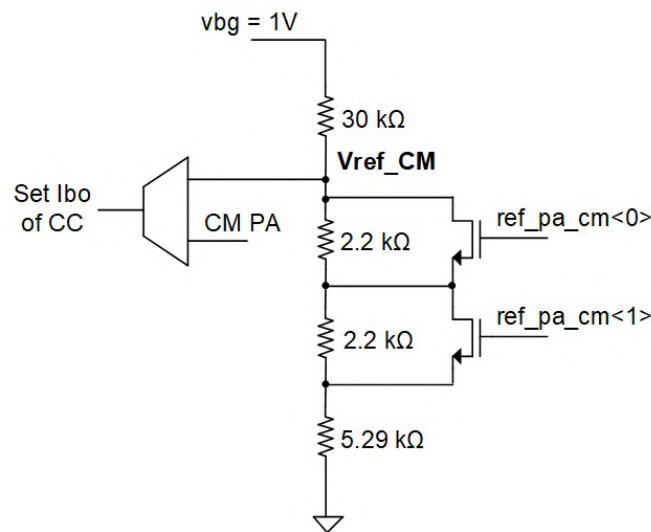 vbg = 1V
30 kΩ
Vref_CM
Set Ibo
of CC
CM PA
2.2 kΩ
ref_pa_cm<0>
2.2 kΩ
ref_pa_cm<1>
5.29 kΩ